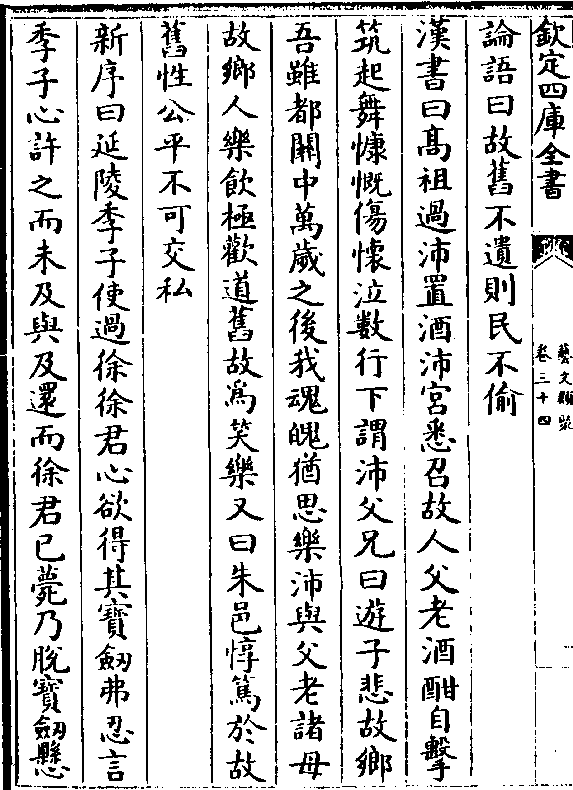 欽定四庫全書
藝文類聚
卷三十四
論語曰故舊不遺則民不偷
漢書曰髙祖過沛置酒沛宮悉召故人父老酒酣自擊
筑起舞慷慨傷懷泣数行下謂沛父兄曰遊子悲故鄉
吾雖都關中萬歲之後我魂魄猶思樂沛與父老諸母
故鄉人樂飲極歡道舊故為笑樂又曰朱邑惇篤於故
舊性公平不可交私
新序曰延陵季子使過徐徐君心欲得其寶劒弗忍言
季子心許之而未及與及還而徐君已薨乃脫寶劒懸